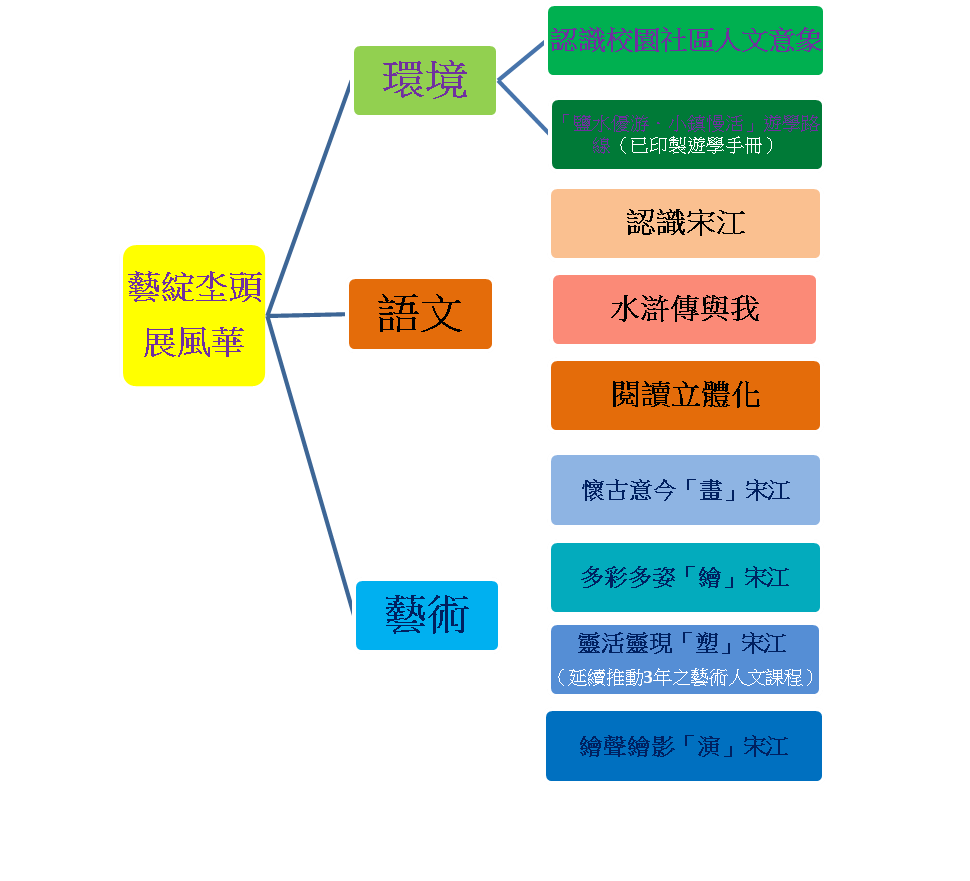 藝綻坔頭
展風華
環境
認識校園社區人文意象
（已印製遊學手冊）
語文
認識宋江
水滸傳與我
閱讀立體化
藝術
懷古意今「畫」宋江
多彩多姿「繪」宋江
靈活靈現「塑」宋江
（延續推動3年之藝術人文課程）
繪聲繪影「演」宋江